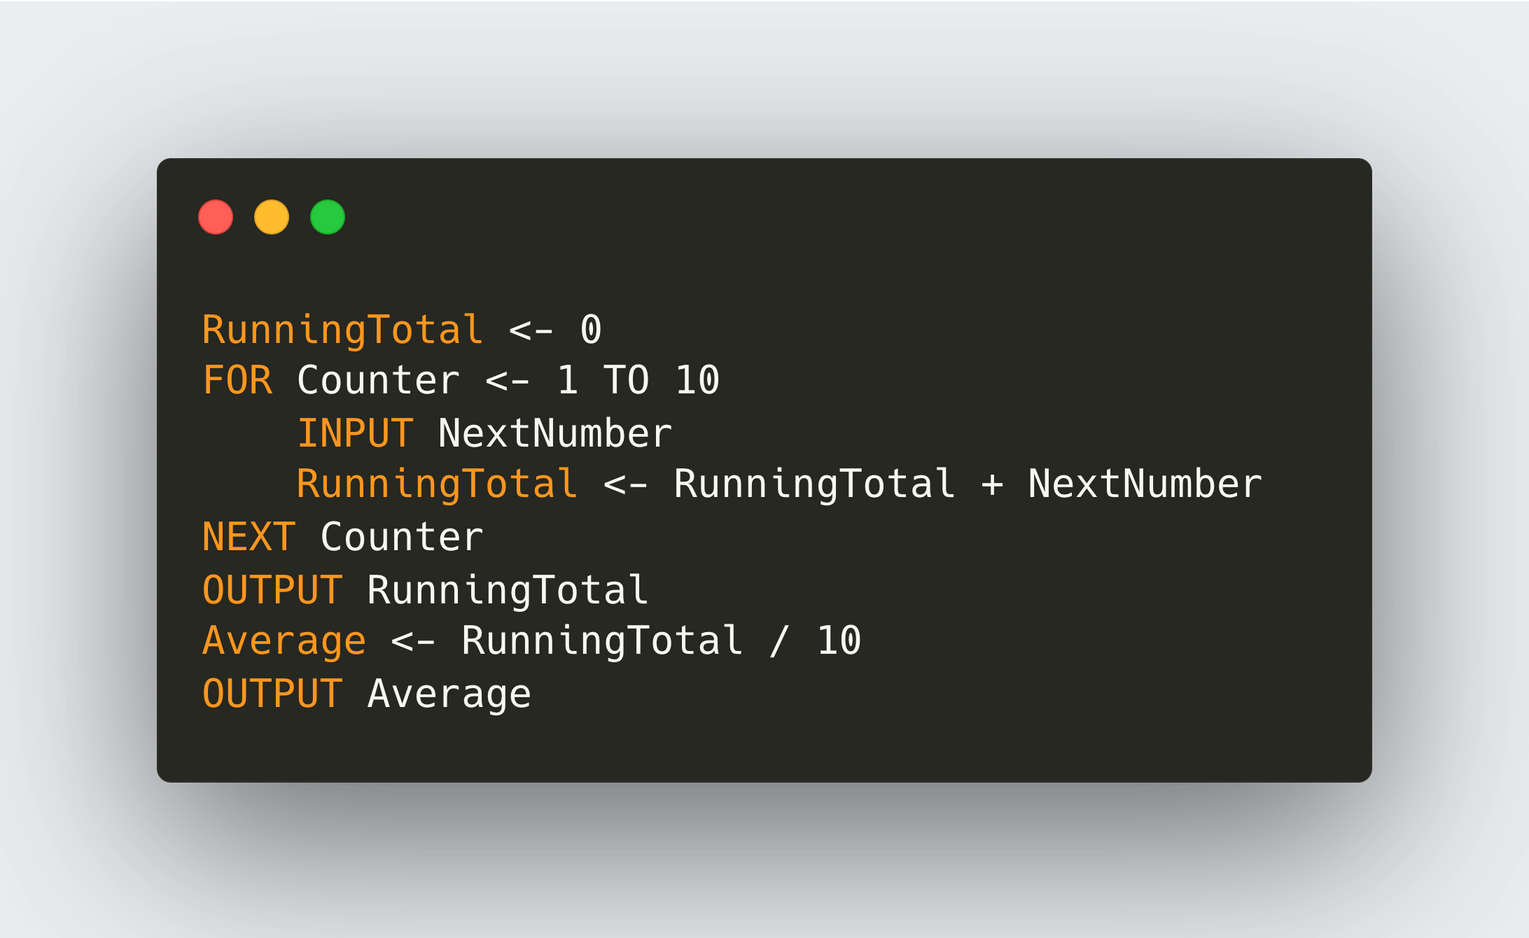 RunningTotal <- 0
FOR Counter <- 1 TO 10
    INPUT NextNumber
    RunningTotal <- RunningTotal + NextNumber
NEXT Counter
OUTPUT RunningTotal
Average <- RunningTotal / 10
OUTPUT Average